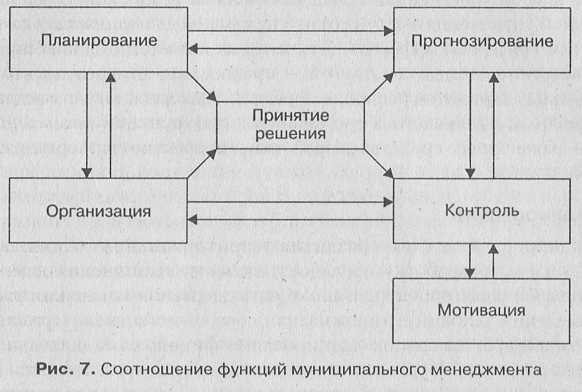 Планирование
Прогнозирование
Принятие
решения
Организация
Контроль
Мотивация
Рис. 7. Соотношение функций муниципального менеджмента